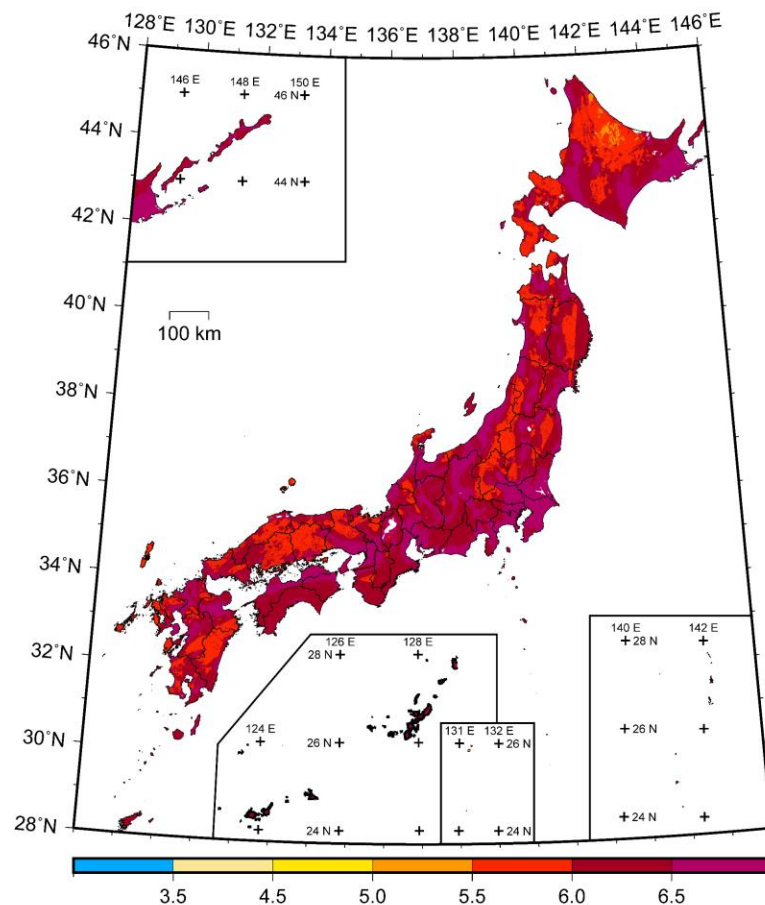 128˚E 130˚E 132˚E 134˚E 136˚E 138˚E 140˚E 142˚E 144˚E 146˚E
46˚N
146 E 148 E 150 E
46 N
44˚N
44 N
42˚N
40˚N
100 km
38˚N
36˚N
34˚N
32˚N
126 E 128 E
28 N
140 E 142 E
28 N
30˚N
124 E
26 N
131 E 132 E
26 N
26 N
28˚N
24 N
24 N
24 N
3.5 4.5 5.0 5.5 6.0 6.5